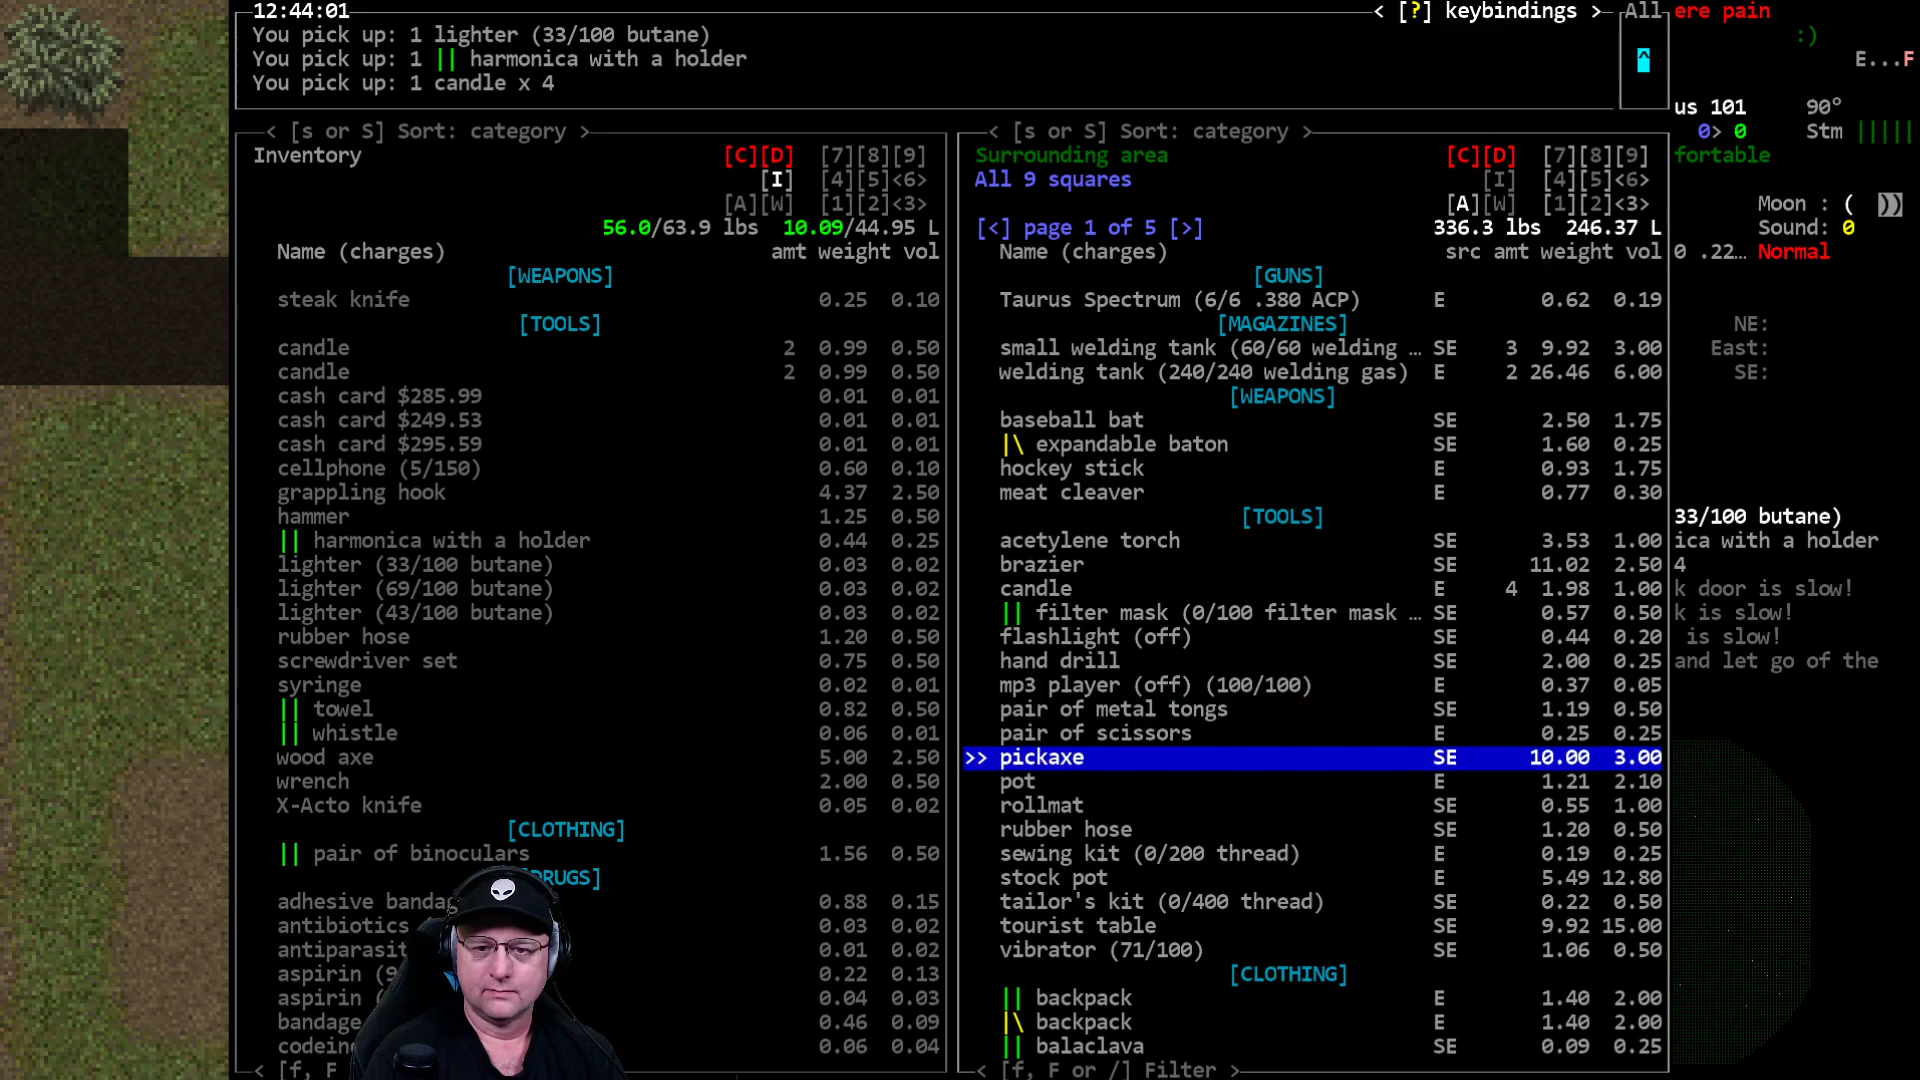 12:44:01
< [?] keybindings >
All
ere pain
You pick up: 1 lighter (33/100 butane)
:)
You pick up: 1 || harmonica with a holder
^
E...F
You pick up: 1 candle x 4
us 101 90°
0> 0 Stm |||||
fortable
< [s or S] Sort: category >
Inventory [C][D] [7][8][9]
[I] [4][5]<6>
[A][W] [1][2]<3>
56.0/63.9 lbs 10.09/44.95 L
Name (charges) amt weight vol
[WEAPONS]
steak knife 0.25 0.10
[TOOLS]
candle 2 0.99 0.50
candle 2 0.99 0.50
cash card $285.99 0.01 0.01
cash card $249.53 0.01 0.01
cash card $295.59 0.01 0.01
cellphone (5/150) 0.60 0.10
grappling hook 4.37 2.50
hammer 1.25 0.50
|| harmonica with a holder 0.44 0.25
lighter (33/100 butane) 0.03 0.02
lighter (69/100 butane) 0.03 0.02
lighter (43/100 butane) 0.03 0.02
rubber hose 1.20 0.50
screwdriver set 0.75 0.50
syringe 0.02 0.01
|| towel 0.82 0.50
|| whistle 0.06 0.01
wood axe 5.00 2.50
wrench 2.00 0.50
X-Acto knife 0.05 0.02
[CLOTHING]
|| pair of binoculars 1.56 0.50
DRUGS]
adhesive bandag 0.88 0.15
antibiotics 0.03 0.02
antiparasit 0.01 0.02
aspirin (9 0.22 0.13
aspirin ( 0.04 0.03
bandage 0.46 0.09
codein 0.06 0.04
< [f, F
< [s or S] Sort: category >
Surrounding area [C][D] [7][8][9]
All 9 squares [I] [4][5]<6>
[A][W] [1][2]<3>
[<] page 1 of 5 [>] 336.3 lbs 246.37 L
Name (charges) src amt weight vol
[GUNS]
Taurus Spectrum (6/6 .380 ACP) E 0.62 0.19
[MAGAZINES]
small welding tank (60/60 welding … SE 3 9.92 3.00
welding tank (240/240 welding gas) E 2 26.46 6.00
[WEAPONS]
baseball bat SE 2.50 1.75
|\ expandable baton SE 1.60 0.25
hockey stick E 0.93 1.75
meat cleaver E 0.77 0.30
[TOOLS]
acetylene torch SE 3.53 1.00
brazier SE 11.02 2.50
candle E 4 1.98 1.00
|| filter mask (0/100 filter mask … SE 0.57 0.50
flashlight (off) SE 0.44 0.20
hand drill SE 2.00 0.25
mp3 player (off) (100/100) E 0.37 0.05
pair of metal tongs SE 1.19 0.50
pair of scissors E 0.25 0.25
>> pickaxe SE 10.00 3.00
pot E 1.21 2.10
rollmat SE 0.55 1.00
rubber hose SE 1.20 0.50
sewing kit (0/200 thread) E 0.19 0.25
stock pot E 5.49 12.80
tailor's kit (0/400 thread) SE 0.22 0.50
tourist table SE 9.92 15.00
vibrator (71/100) SE 1.06 0.50
[CLOTHING]
|| backpack E 1.40 2.00
|\ backpack E 1.40 2.00
|| balaclava SE 0.09 0.25
< [f, F or /] Filter >
Moon : ( ))
Sound: 0
0 .22… Normal
NE:
East:
SE:
33/100 butane)
ica with a holder
4
k door is slow!
k is slow!
is slow!
and let go of the